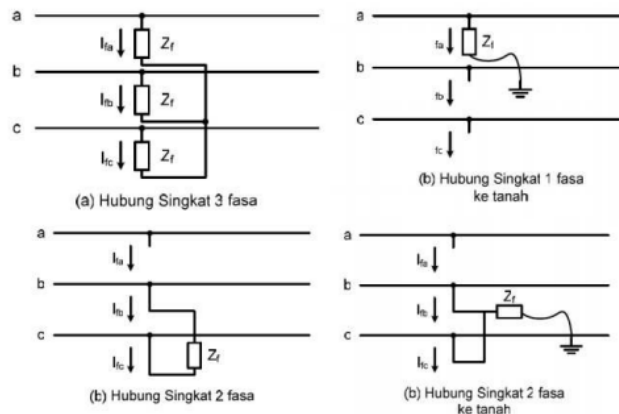 a
I_fa Z_f
b
I_fb Z_f
c
I_fc Z_f
(a) Hubung Singkat 3 fasa
a
fa Z_f
b
fb
c
fc
(b) Hubung Singkat 1 fasa
ke tanah
a
I_fa
b
I_fb
c
I_fc Z_f
(b) Hubung Singkat 2 fasa
a
I_fa
b
I_fb Z_f
c
I_fc
(b) Hubung Singkat 2 fasa
ke tanah